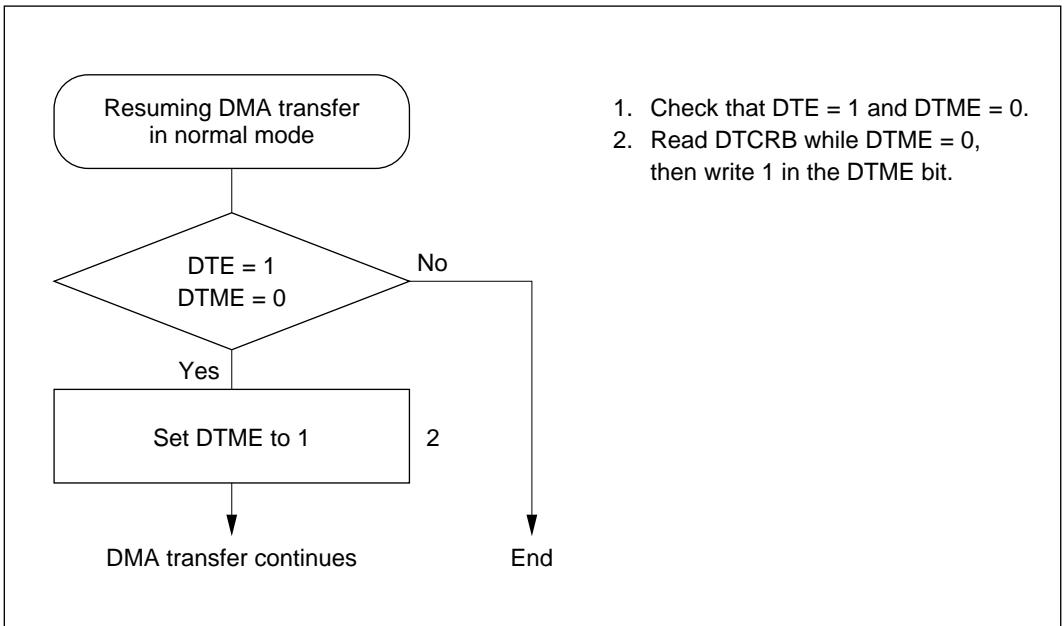 Resuming DMA transfer
in normal mode
1. Check that DTE = 1 and DTME = 0.
2. Read DTCRB while DTME = 0,
then write 1 in the DTME bit.
DTE = 1
DTME = 0
No
Yes
Set DTME to 1
2
DMA transfer continues
End